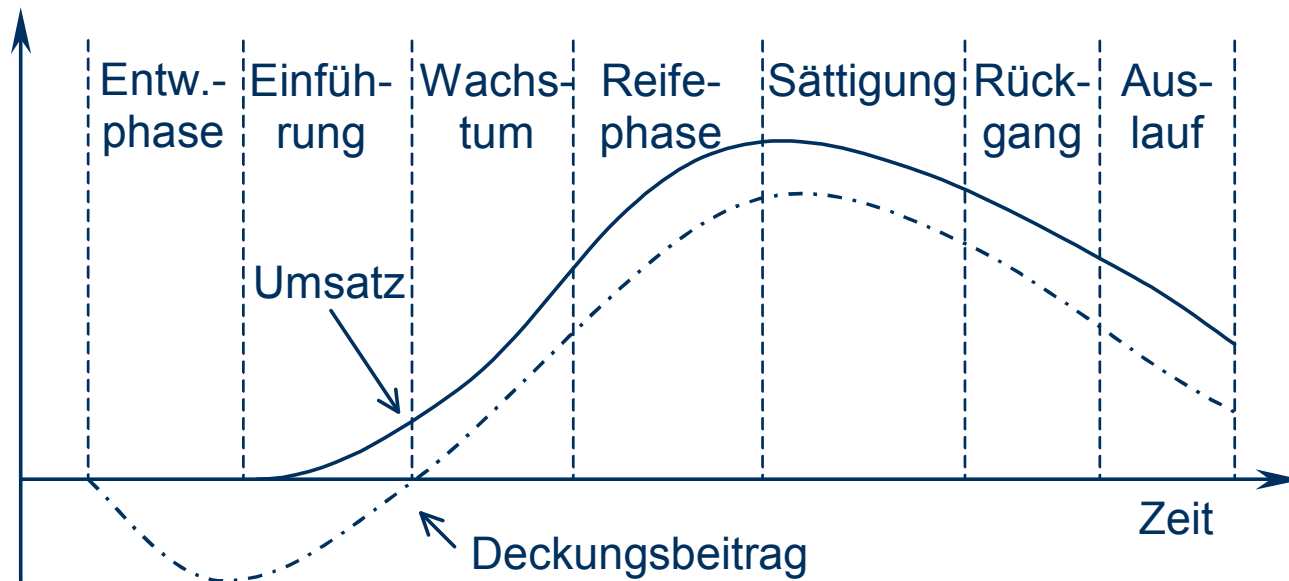 Entw.-
phase
Einfüh-
rung
Wachs-
tum
Reife-
phase
Sättigung
Rück-
gang
Aus-
lauf
Umsatz
Zeit
Deckungsbeitrag